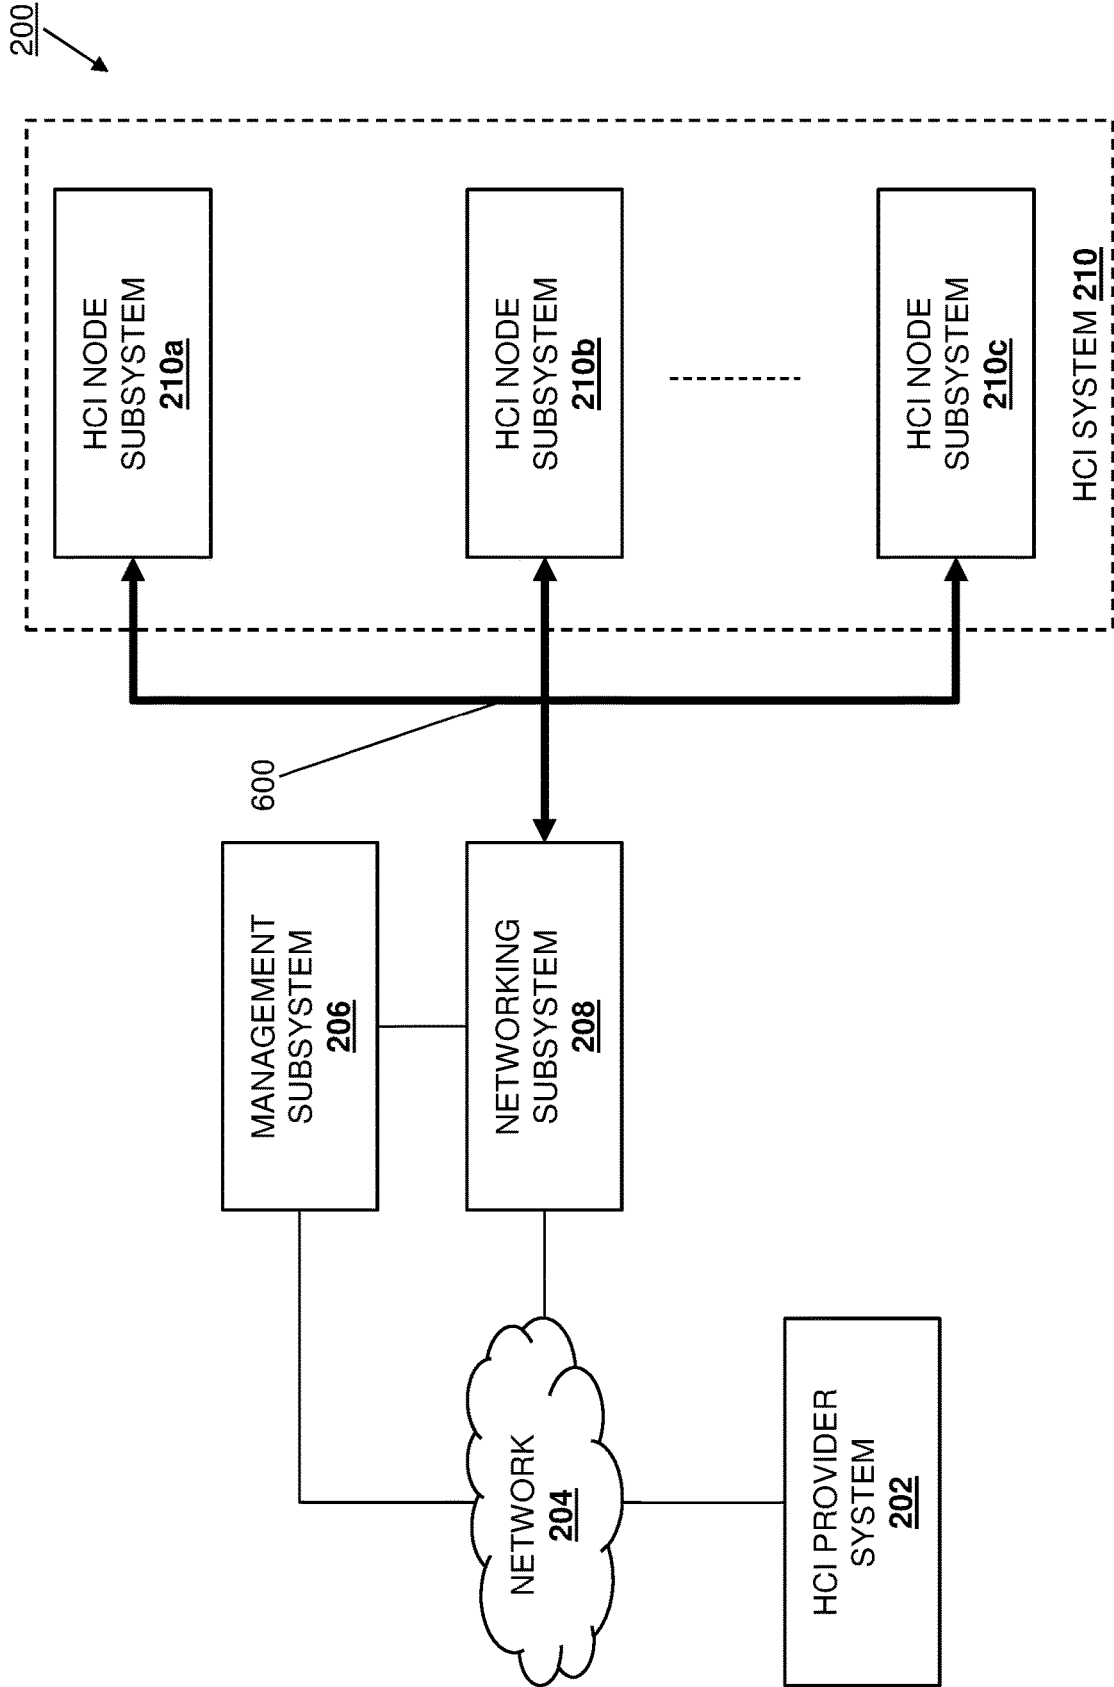 200
HCI NODE
SUBSYSTEM
210a
HCI NODE
SUBSYSTEM
210b
HCI NODE
SUBSYSTEM
210c
HCI SYSTEM 210
600
MANAGEMENT
SUBSYSTEM
206
NETWORKING
SUBSYSTEM
208
NETWORK
204
HCI PROVIDER
SYSTEM
202